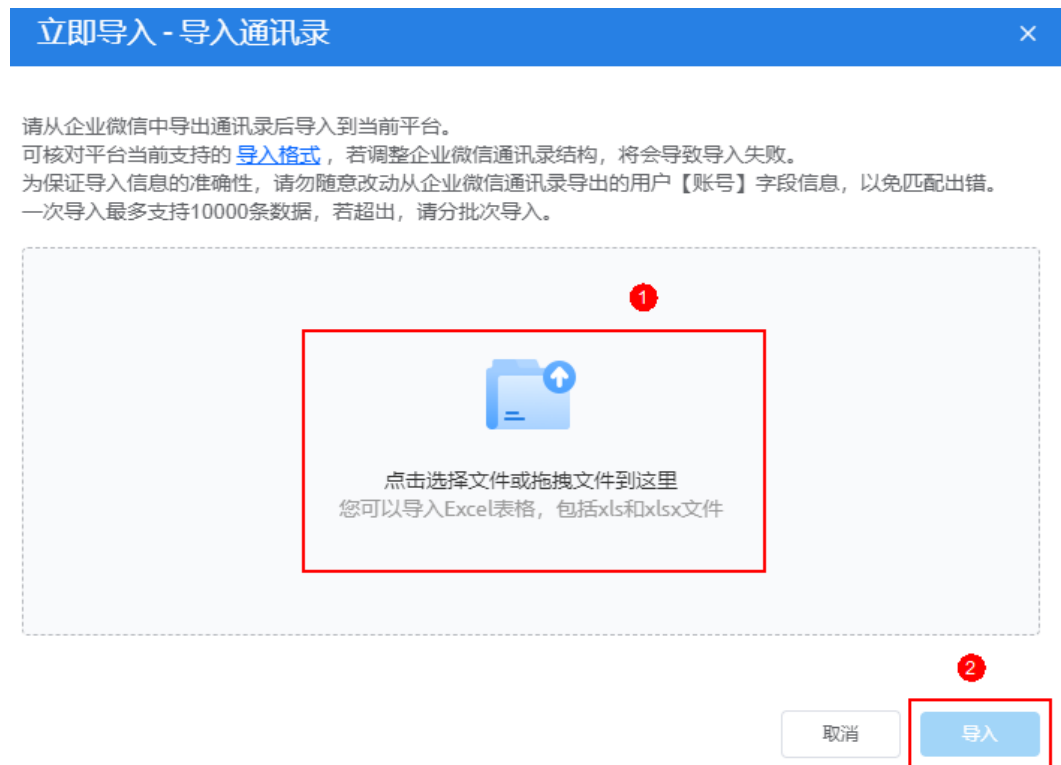 立即导入 - 导入通讯录
请从企业微信中导出通讯录后导入到当前平台。
可核对平台当前支持的 导入格式 ，若调整企业微信通讯录结构，将会导致导入失败。
为保证导入信息的准确性，请勿随意改动从企业微信通讯录导出的用户【账号】字段信息，以免匹配出错。
一次导入最多支持10000条数据，若超出，请分批次导入。
1
点击选择文件或拖拽文件到这里
您可以导入Excel表格，包括xls和xlsx文件
2
取消
导入